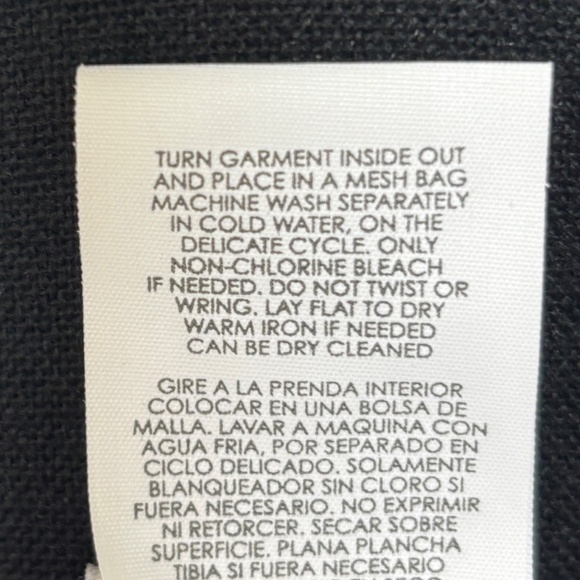 TURN GARMENT INSIDE OUT
AND PLACE IN A MESH BAG
MACHINE WASH SEPARATELY
IN COLD WATER, ON THE
DELICATE CYCLE. ONLY
NON-CHLORINE BLEACH
IF NEEDED. DO NOT TWIST OR
WRING. LAY FLAT TO DRY
WARM IRON IF NEEDED
CAN BE DRY CLEANED
GIRE A LA PRENDA INTERIOR
COLOCAR EN UNA BOLSA DE
MALLA. LAVAR A MAQUINA CON
AGUA FRIA, POR SEPARADO EN
CICLO DELICADO. SOLAMENTE
BLANQUEADOR SIN CLORO SI
FUERA NECESARIO. NO EXPRIMIR
NI RETORCER. SECAR SOBRE
SUPERFICIE. PLANA PLANCHA
TIBIA SI FUERA NECESARIO